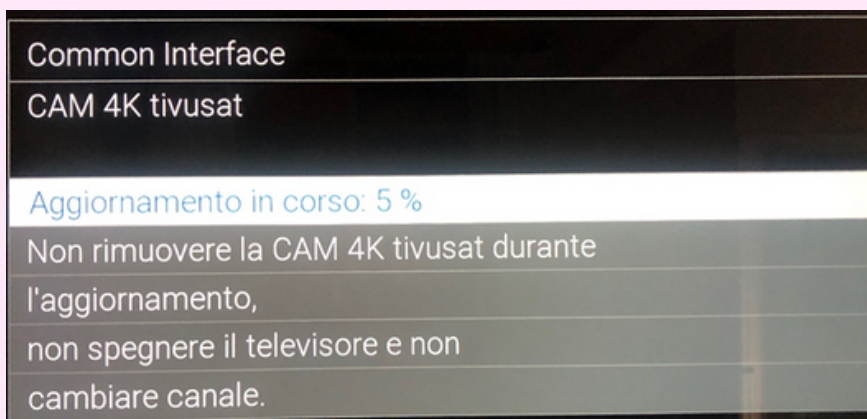 Common Interface
CAM 4K tivusat
Aggiornamento in corso: 5 %
Non rimuovere la CAM 4K tivusat durante
l'aggiornamento,
non spegnere il televisore e non
cambiare canale.